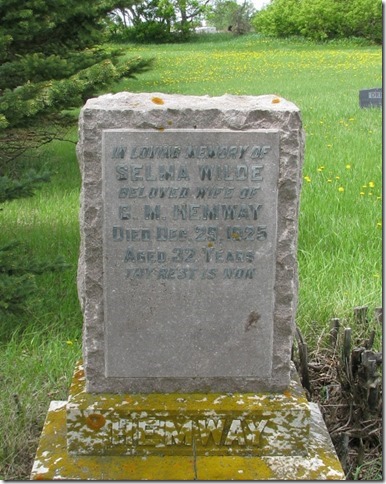 IN LOVING MEMORY OF
SELMA WILDE
BELOVED WIFE OF
C. M. HEMWAY
DIED DEC. 29, 1925
AGED 32 YEARS
THY REST IS WON
HEMWAY